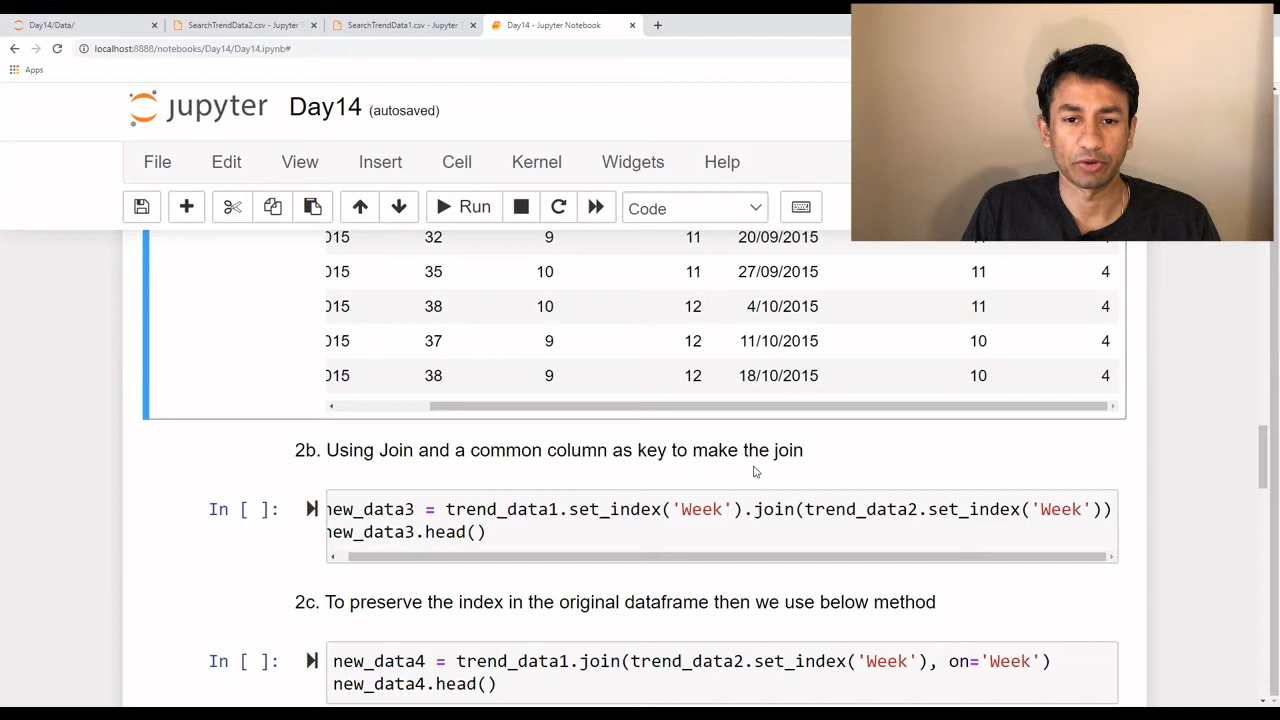 Day14/Data/
SearchTrendData2.csv - Jupyter T
SearchTrendData1.csv - Jupyter T
Day14 - Jupyter Notebook
localhost:8888/notebooks/Day14/Day14.ipynb#
Apps
jupyter Day14 (autosaved)
File Edit View Insert Cell Kernel Widgets Help
Run Code
015 32 9 11 20/09/2015
015 35 10 11 27/09/2015 11 4
015 38 10 12 4/10/2015 11 4
015 37 9 12 11/10/2015 10 4
015 38 9 12 18/10/2015 10 4
2b. Using Join and a common column as key to make the join
In [ ]: new_data3 = trend_data1.set_index('Week').join(trend_data2.set_index('Week'))
new_data3.head()
2c. To preserve the index in the original dataframe then we use below method
In [ ]: new_data4 = trend_data1.join(trend_data2.set_index('Week'), on='Week')
new_data4.head()